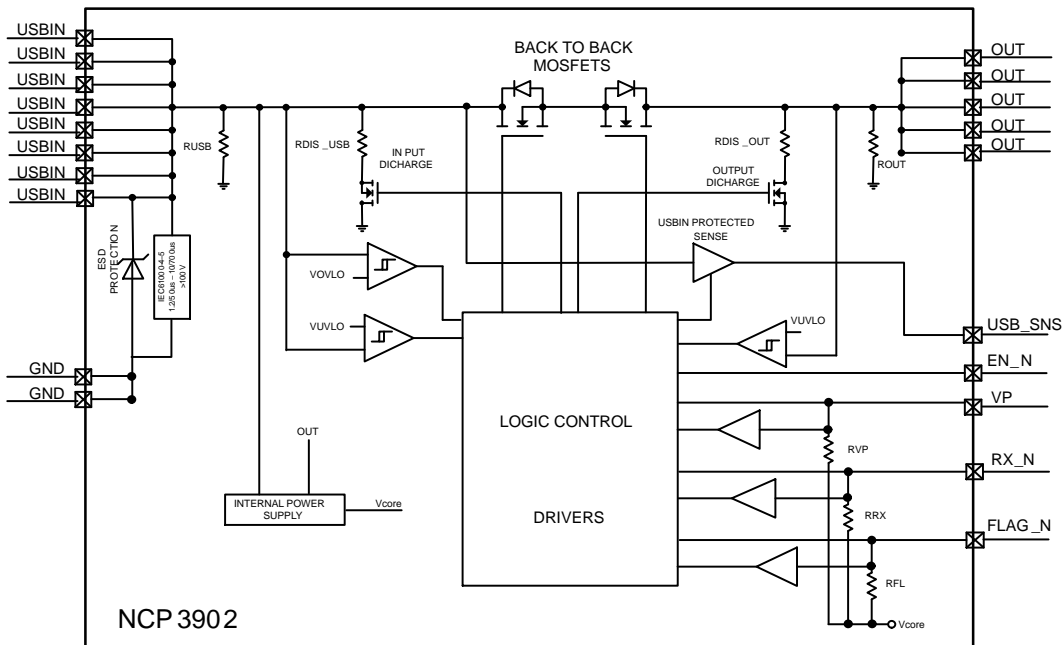 USBIN
USBIN
USBIN
USBIN
USBIN
USBIN
USBIN
USBIN
BACK TO BACK
MOSFETS
OUT
OUT
OUT
OUT
OUT
RUSB
RDIS _USB
IN PUT
DICHARGE
RDIS _OUT
OUTPUT
DICHARGE
ROUT
ESD
PROTECTION
IEC61000-4-5
1.2/50us – 10/700us
>100V
VOVLO
VUVLO
USBIN PROTECTED
SENSE
VUVLO
USB_SNS
GND
GND
EN_N
VP
LOGIC CONTROL
DRIVERS
RVP
RX_N
RRX
FLAG_N
RFL
Vcore
OUT
INTERNAL POWER
SUPPLY
Vcore
NCP3902